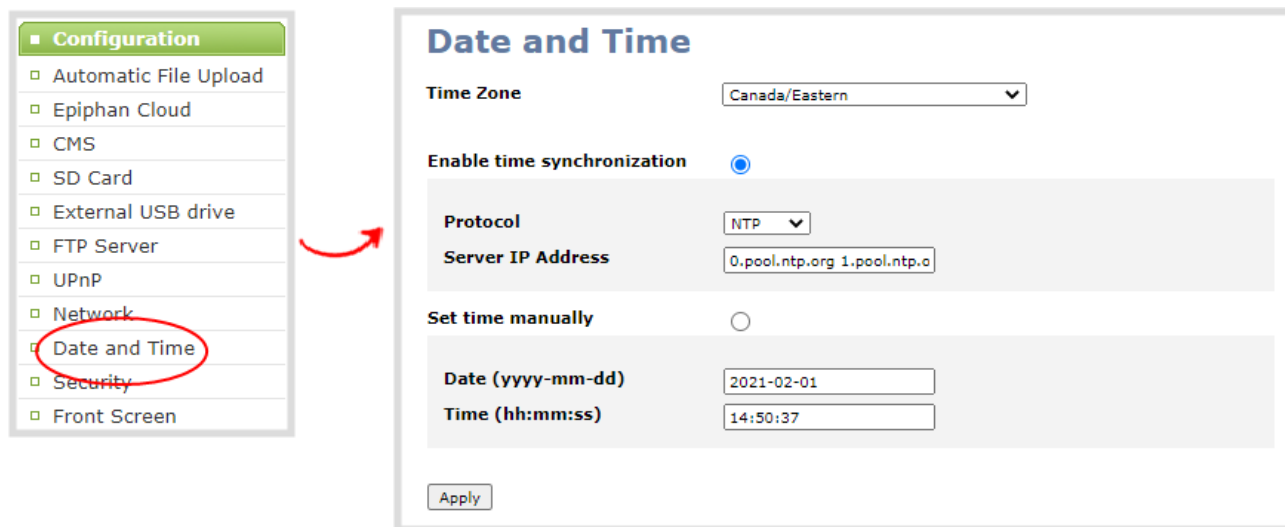 Configuration
Automatic File Upload
Epiphan Cloud
CMS
SD Card
External USB drive
FTP Server
UPnP
Network
Date and Time
Security
Front Screen
Date and Time
Time Zone Canada/Eastern
Enable time synchronization
Protocol NTP
Server IP Address 0.pool.ntp.org 1.pool.ntp.o
Set time manually
Date (yyyy-mm-dd) 2021-02-01
Time (hh:mm:ss) 14:50:37
Apply